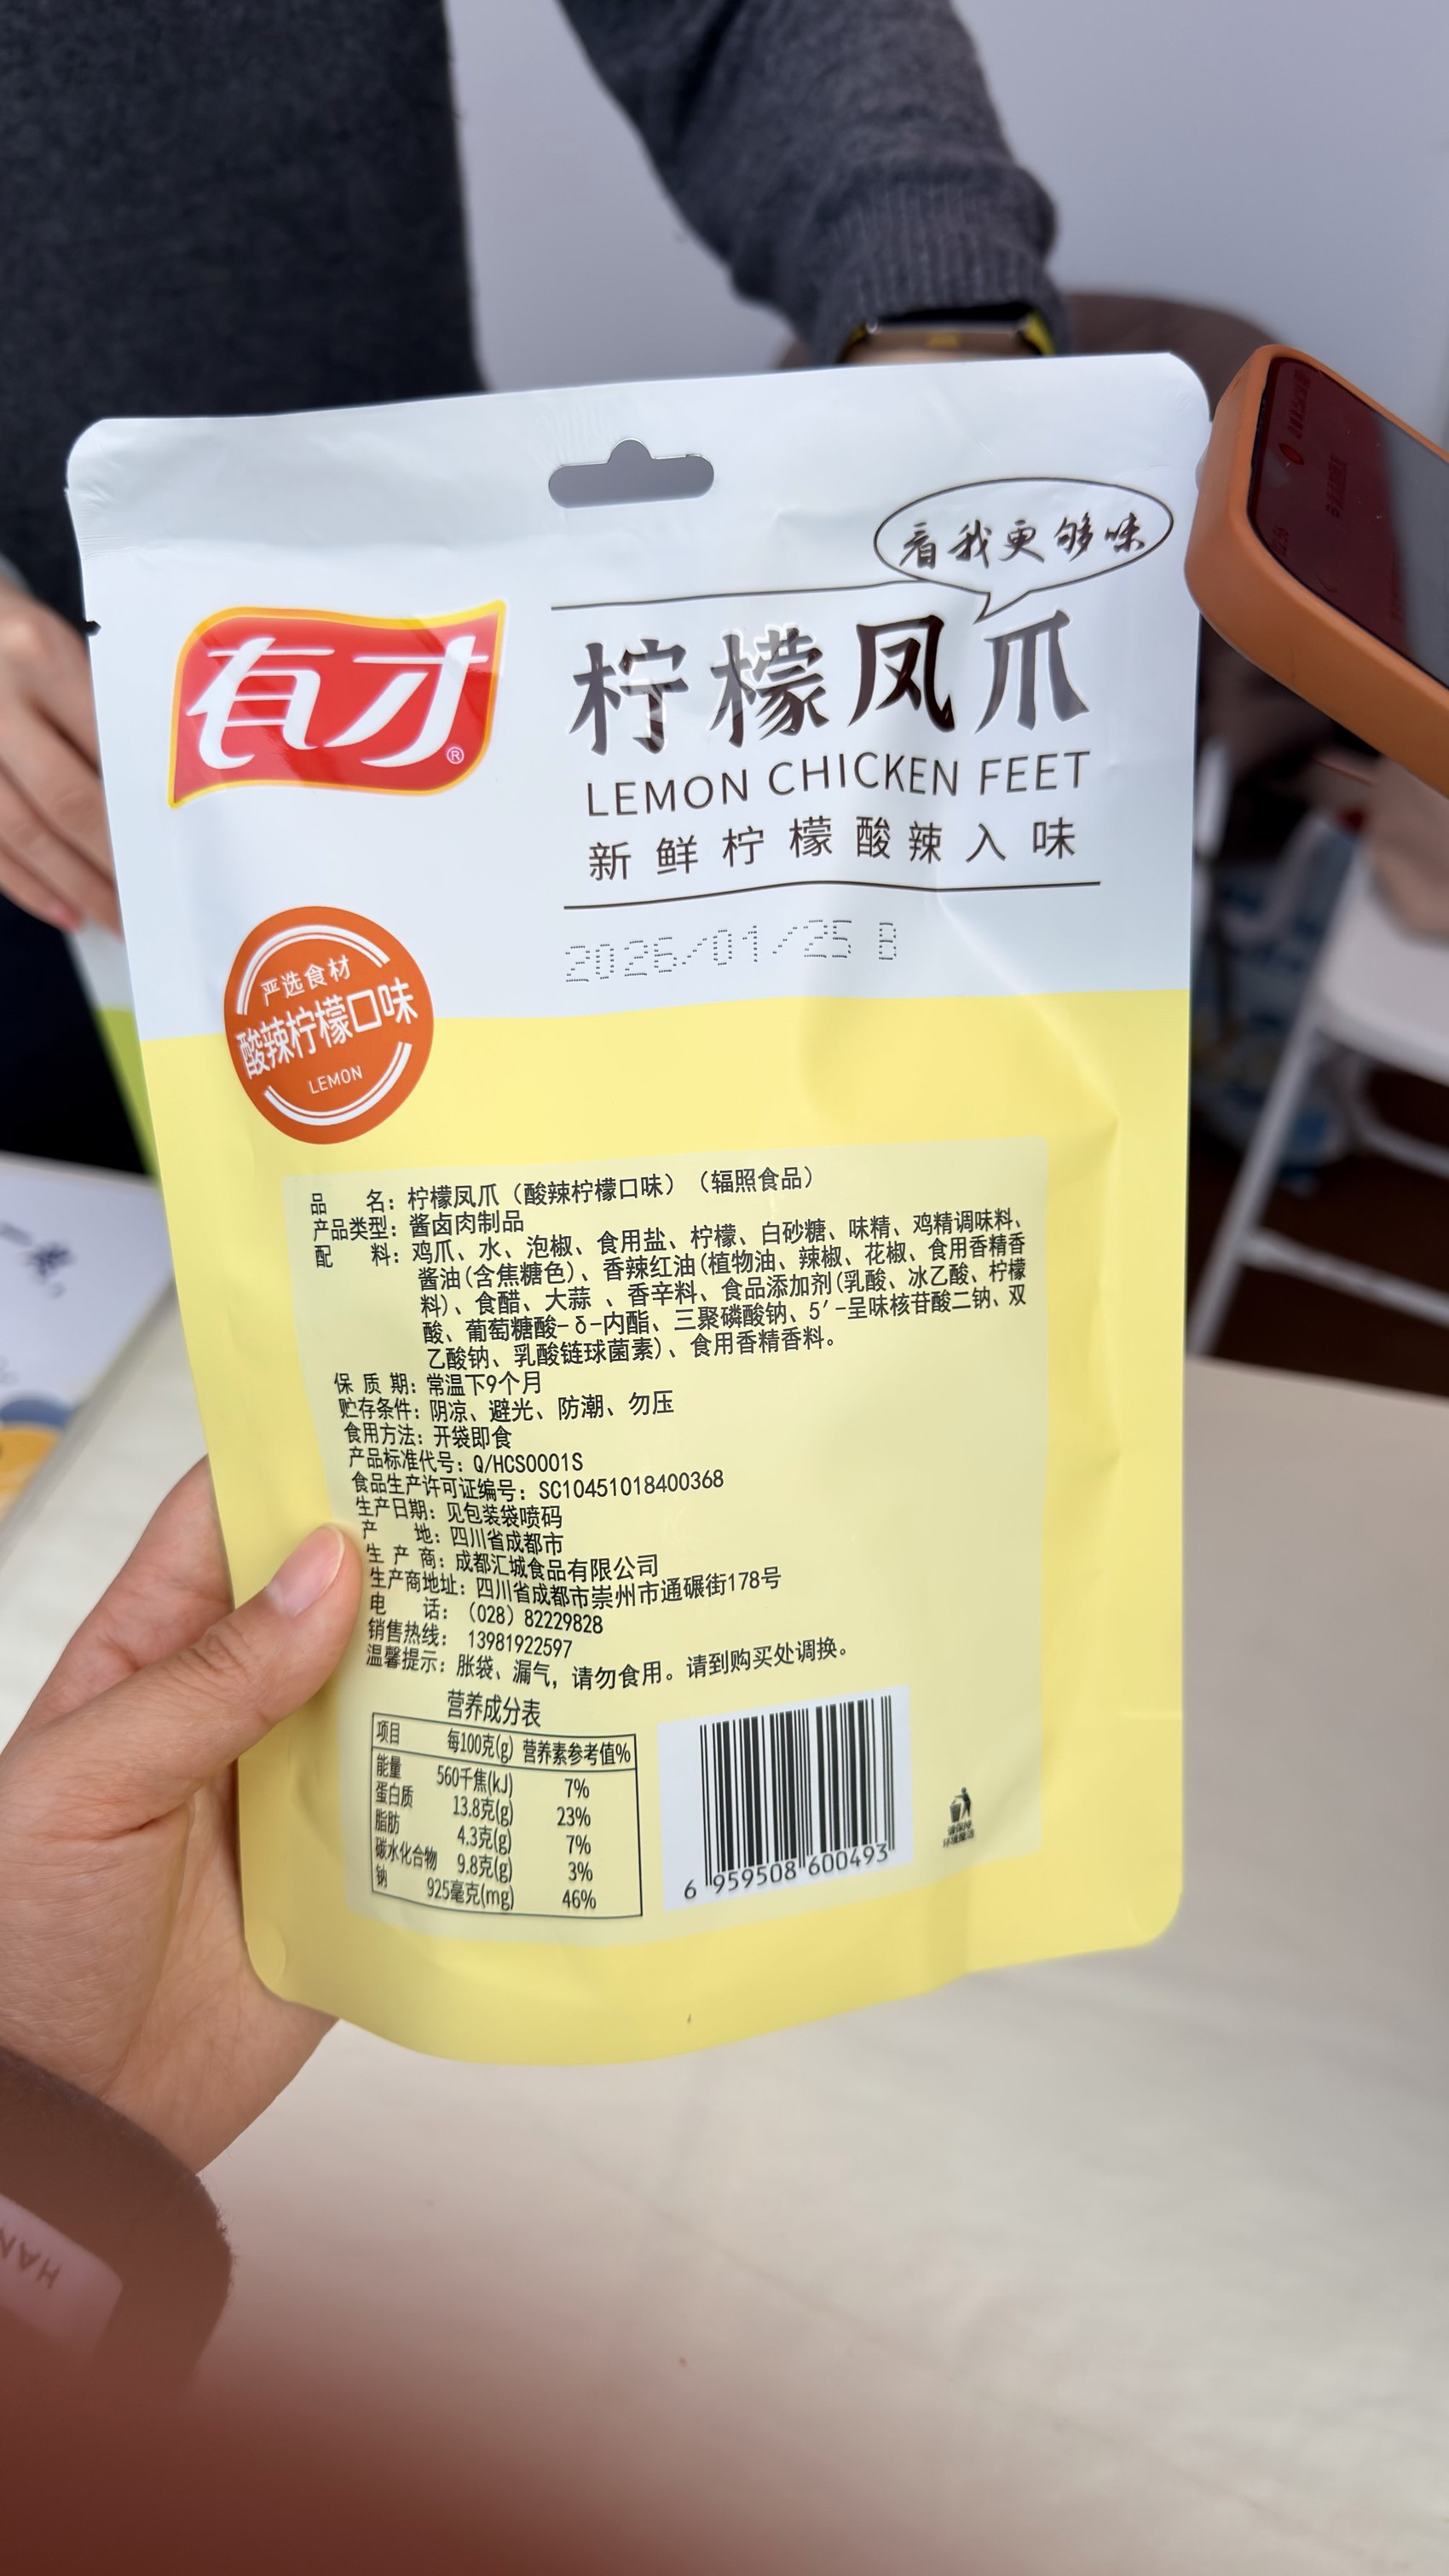 看我更够味
有才®
柠檬凤爪
LEMON CHICKEN FEET
新鲜柠檬酸辣入味
2026/01/25 B
严选食材
酸辣柠檬口味
LEMON
品 名：柠檬凤爪（酸辣柠檬口味）（辐照食品）
产品类型：酱卤肉制品
配 料：鸡爪、水、泡椒、食用盐、柠檬、白砂糖、味精、鸡精调味料、
酱油(含焦糖色)、香辣红油(植物油、辣椒、花椒、食用香精香
料)、食醋、大蒜 、香辛料、食品添加剂(乳酸、冰乙酸、柠檬
酸、葡萄糖酸-δ-内酯、三聚磷酸钠、5′-呈味核苷酸二钠、双
乙酸钠、乳酸链球菌素)、食用香精香料。
保 质 期：常温下9个月
贮存条件：阴凉、避光、防潮、勿压
食用方法：开袋即食
产品标准代号：Q/HCS0001S
食品生产许可证编号：SC10451018400368
生产日期：见包装袋喷码
产 地：四川省成都市
生 产 商：成都汇城食品有限公司
生产商地址：四川省成都市崇州市通碾街178号
电 话：（028）82229828
销售热线： 13981922597
温馨提示：胀袋、漏气，请勿食用。请到购买处调换。
营养成分表
项目 每100克(g) 营养素参考值%
能量 560千焦(kJ) 7%
蛋白质 13.8克(g) 23%
脂肪 4.3克(g) 7%
碳水化合物 9.8克(g) 3%
钠 925毫克(mg) 46%
6 959508 600493
请保持
环境整洁
HAN